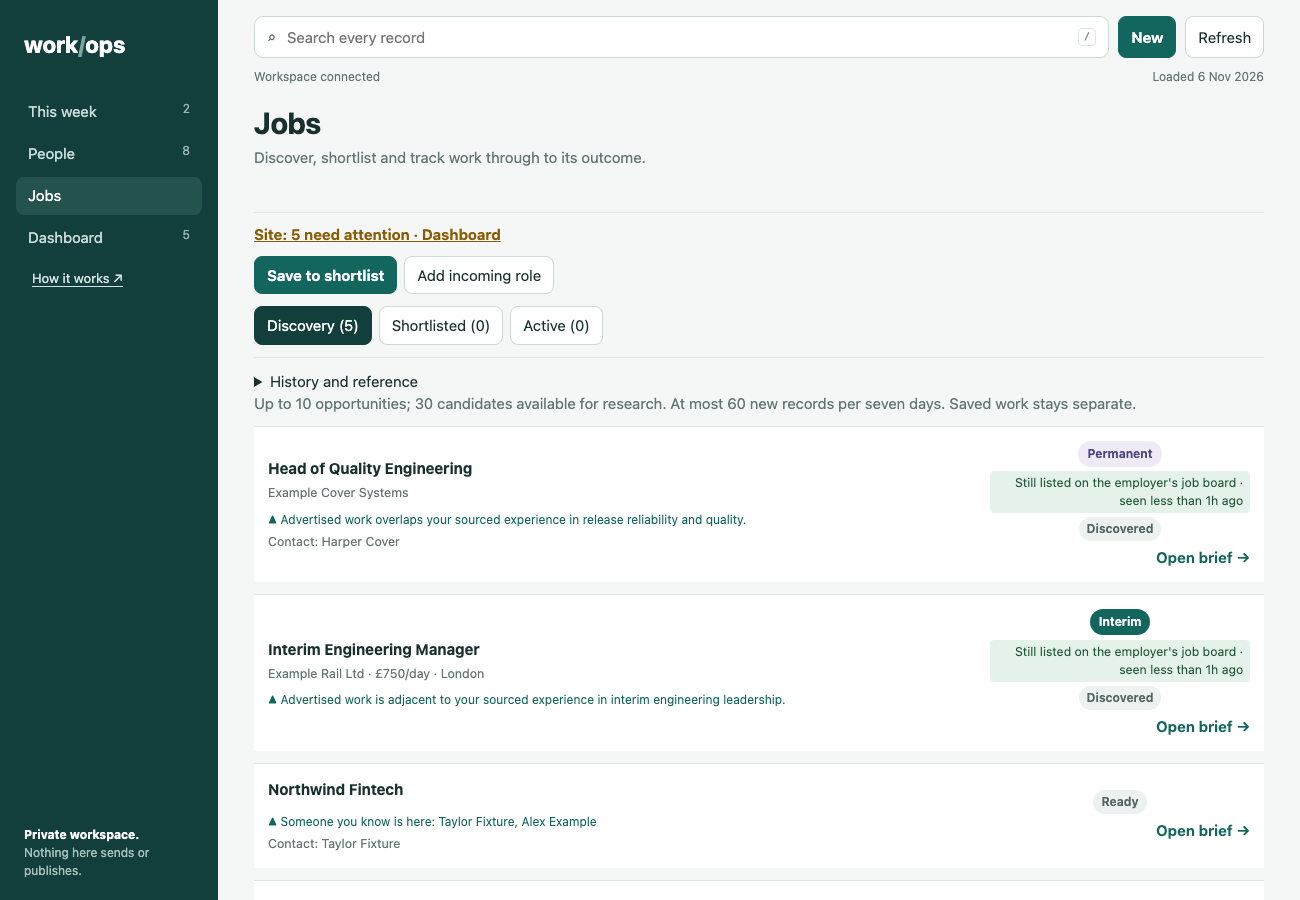 work/ops
This week 2
People 8
Jobs
Dashboard 5
How it works ↗
Private workspace.
Nothing here sends or
publishes.
Search every record /
New
Refresh
Workspace connected
Loaded 6 Nov 2026
Jobs
Discover, shortlist and track work through to its outcome.
Site: 5 need attention · Dashboard
Save to shortlist
Add incoming role
Discovery (5)
Shortlisted (0)
Active (0)
▶ History and reference
Up to 10 opportunities; 30 candidates available for research. At most 60 new records per seven days. Saved work stays separate.
Head of Quality Engineering
Example Cover Systems
▲ Advertised work overlaps your sourced experience in release reliability and quality.
Contact: Harper Cover
Permanent
Still listed on the employer's job board ·
seen less than 1h ago
Discovered
Open brief →
Interim Engineering Manager
Example Rail Ltd · £750/day · London
▲ Advertised work is adjacent to your sourced experience in interim engineering leadership.
Interim
Still listed on the employer's job board ·
seen less than 1h ago
Discovered
Open brief →
Northwind Fintech
▲ Someone you know is here: Taylor Fixture, Alex Example
Contact: Taylor Fixture
Ready
Open brief →